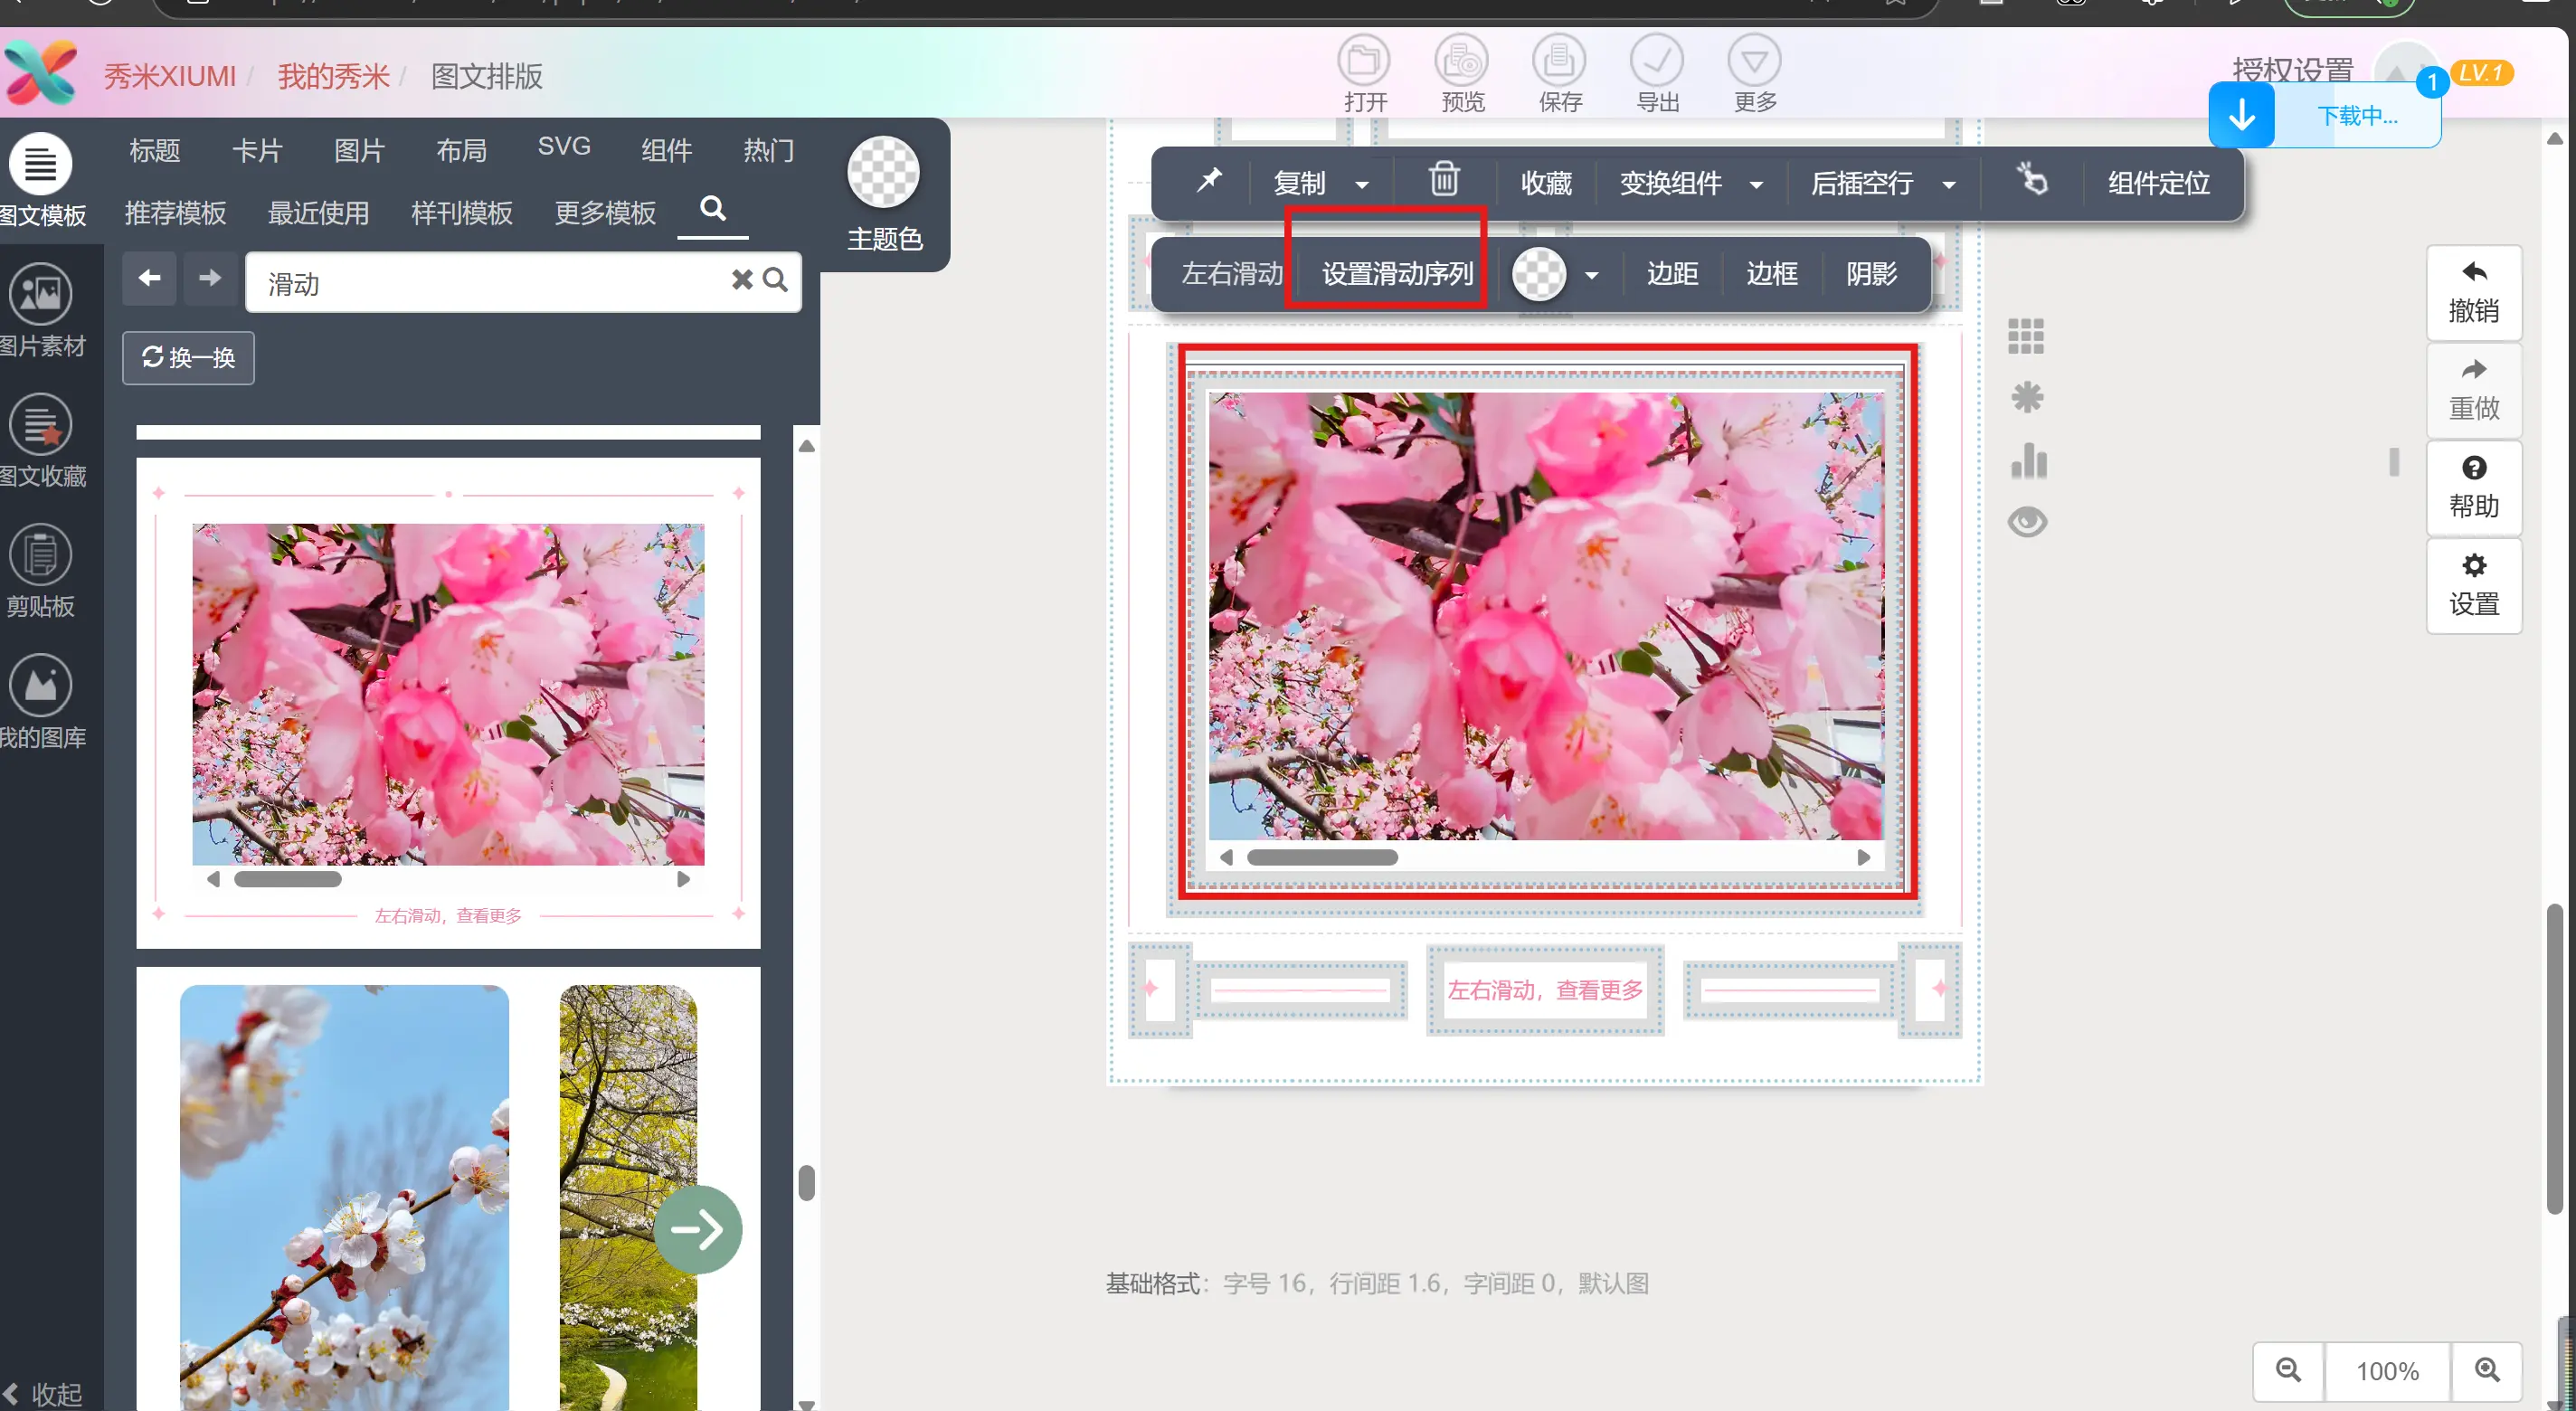 秀米XIUMI / 我的秀米 / 图文排版
打开 预览 保存 导出 更多
授权设置 LV.1
1
下载中...
图文模板
图片素材
图文收藏
剪贴板
我的图库
收起
标题 卡片 图片 布局 SVG 组件 热门
推荐模板 最近使用 样刊模板 更多模板
主题色
滑动
换一换
左右滑动，查看更多
复制 收藏 变换组件 后插空行 组件定位
左右滑动 设置滑动序列 边距 边框 阴影
左右滑动，查看更多
基础格式：字号 16，行间距 1.6，字间距 0，默认图
撤销
重做
帮助
设置
100%